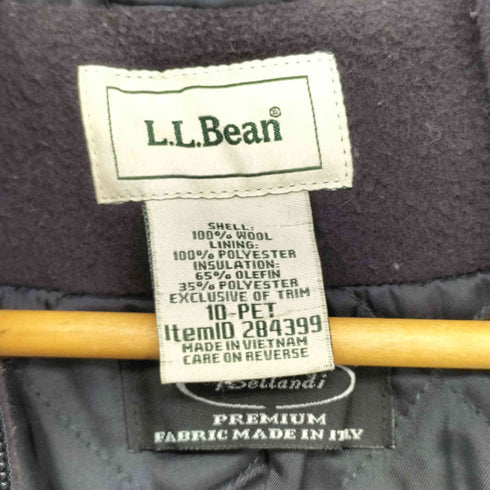 L.L.Bean®
SHELL:
100% WOOL
LINING:
100% POLYESTER
INSULATION:
65% OLEFIN
35% POLYESTER
EXCLUSIVE OF TRIM
10-PET
ItemID 284399
MADE IN VIETNAM
CARE ON REVERSE
Bellandi
PREMIUM
FABRIC MADE IN ITALY